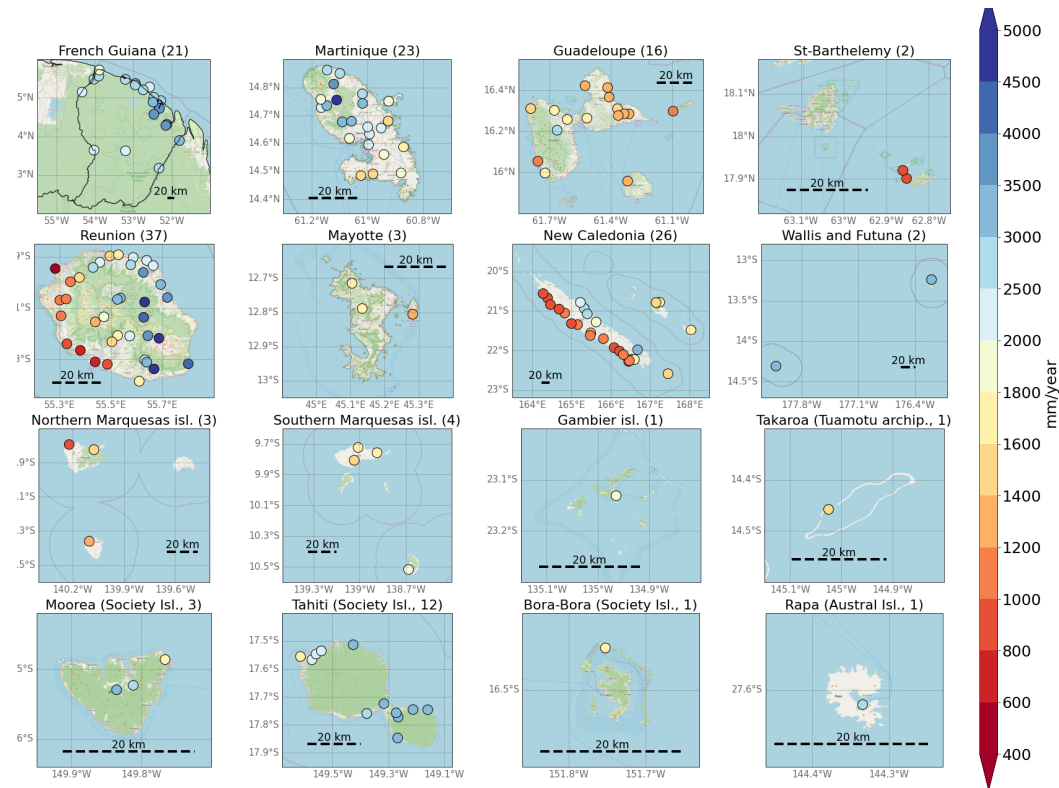 French Guiana (21)
5°N
4°N
3°N
20 km
55°W 54°W 53°W 52°W
Martinique (23)
14.8°N
14.7°N
14.6°N
14.5°N
14.4°N
20 km
61.2°W 61°W 60.8°W
Guadeloupe (16)
20 km
16.4°N
16.2°N
16°N
61.7°W 61.4°W 61.1°W
St-Barthelemy (2)
18.1°N
18°N
17.9°N
20 km
63.1°W 63°W 62.9°W 62.8°W
Reunion (37)
9°S
1°S
3°S
20 km
55.3°E 55.5°E 55.7°E
Mayotte (3)
20 km
12.7°S
12.8°S
12.9°S
13°S
45°E 45.1°E 45.2°E 45.3°E
New Caledonia (26)
20°S
21°S
22°S
23°S
20 km
164°E 165°E 166°E 167°E 168°E
Wallis and Futuna (2)
13°S
13.5°S
14°S
14.5°S
20 km
177.8°W 177.1°W 176.4°W
Northern Marquesas isl. (3)
.9°S
.1°S
.3°S
.5°S
20 km
140.2°W 139.9°W 139.6°W
Southern Marquesas isl. (4)
9.7°S
9.9°S
10.1°S
10.3°S
10.5°S
20 km
139.3°W 139°W 138.7°W
Gambier isl. (1)
23.1°S
23.2°S
20 km
135.1°W 135°W 134.9°W
Takaroa (Tuamotu archip., 1)
14.4°S
14.5°S
20 km
145.1°W 145°W 144.9°W
Moorea (Society Isl., 3)
5°S
6°S
20 km
149.9°W 149.8°W
Tahiti (Society Isl., 12)
17.5°S
17.6°S
17.7°S
17.8°S
17.9°S
20 km
149.5°W 149.3°W 149.1°W
Bora-Bora (Society Isl., 1)
16.5°S
20 km
151.8°W 151.7°W
Rapa (Austral Isl., 1)
27.6°S
20 km
144.4°W 144.3°W
5000
4500
4000
3500
3000
2500
2000
1800
1600
1400
1200
1000
800
600
400
mm/year